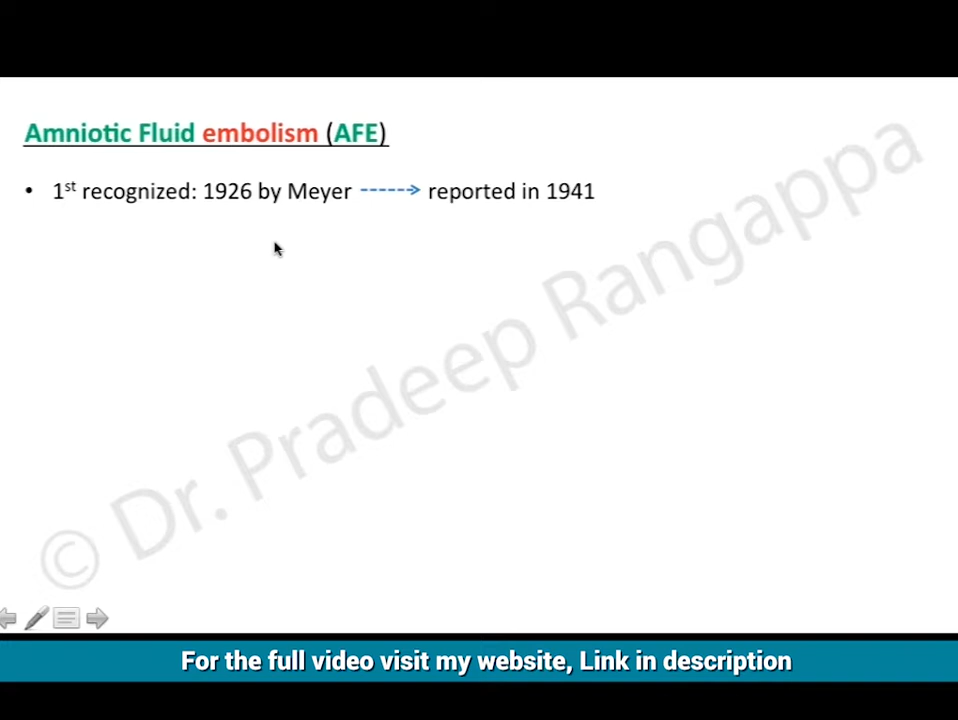 Amniotic Fluid embolism (AFE)
• 1st recognized: 1926 by Meyer -----> reported in 1941
© Dr. Pradeep Rangappa
For the full video visit my website, Link in description